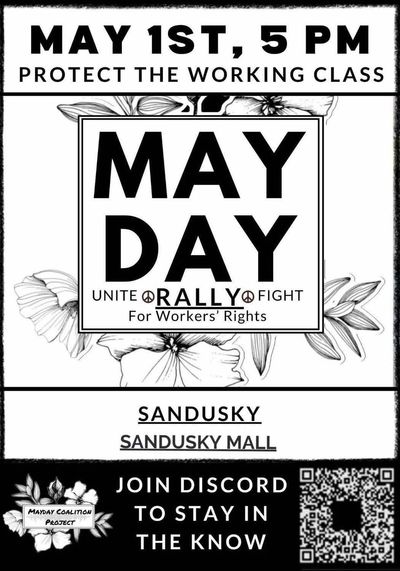 MAY 1ST, 5 PM
PROTECT THE WORKING CLASS
MAY
DAY
UNITE RALLY FIGHT
For Workers' Rights
SANDUSKY
SANDUSKY MALL
Mayday Coalition
Project
JOIN DISCORD
TO STAY IN
THE KNOW